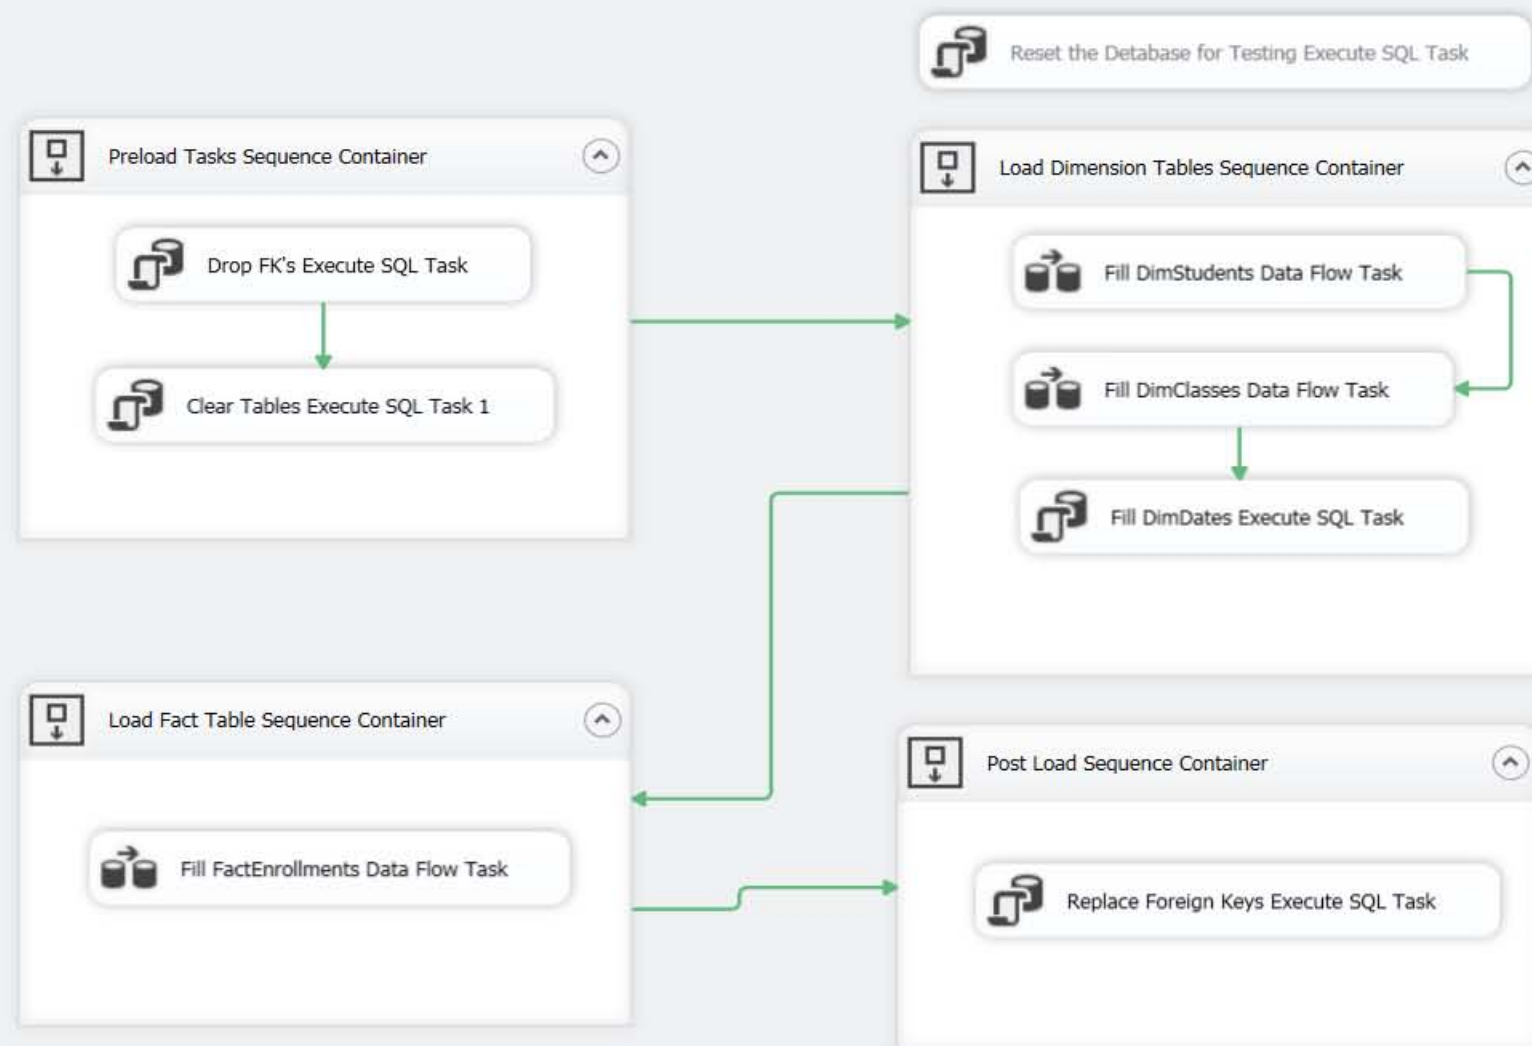 Reset the Detabase for Testing Execute SQL Task
Preload Tasks Sequence Container
Drop FK's Execute SQL Task
Clear Tables Execute SQL Task 1
Load Dimension Tables Sequence Container
Fill DimStudents Data Flow Task
Fill DimClasses Data Flow Task
Fill DimDates Execute SQL Task
Load Fact Table Sequence Container
Fill FactEnrollments Data Flow Task
Post Load Sequence Container
Replace Foreign Keys Execute SQL Task